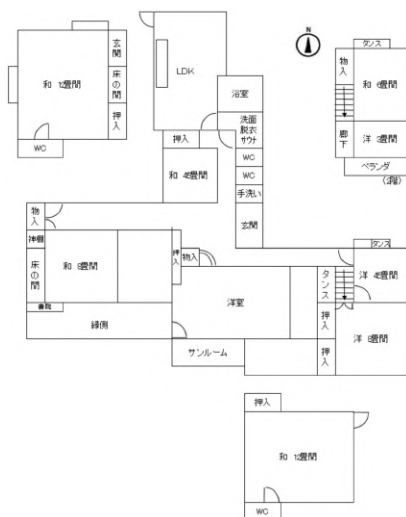 玄関
床の間
和 12畳間
押入
WC
LDK
浴室
洗面
脱衣
サウナ
WC
WC
手洗い
玄関
押入
和 4.5畳間
N
タンス
物入
和 6畳間
廊下
洋 3畳間
ベランダ
(2階)
物入
神棚
床の間
和 8畳間
書院
縁側
押入
物入
洋室
サンルーム
タンス
押入
押入
タンス
洋 4.5畳間
洋 8畳間
押入
和 12畳間
WC